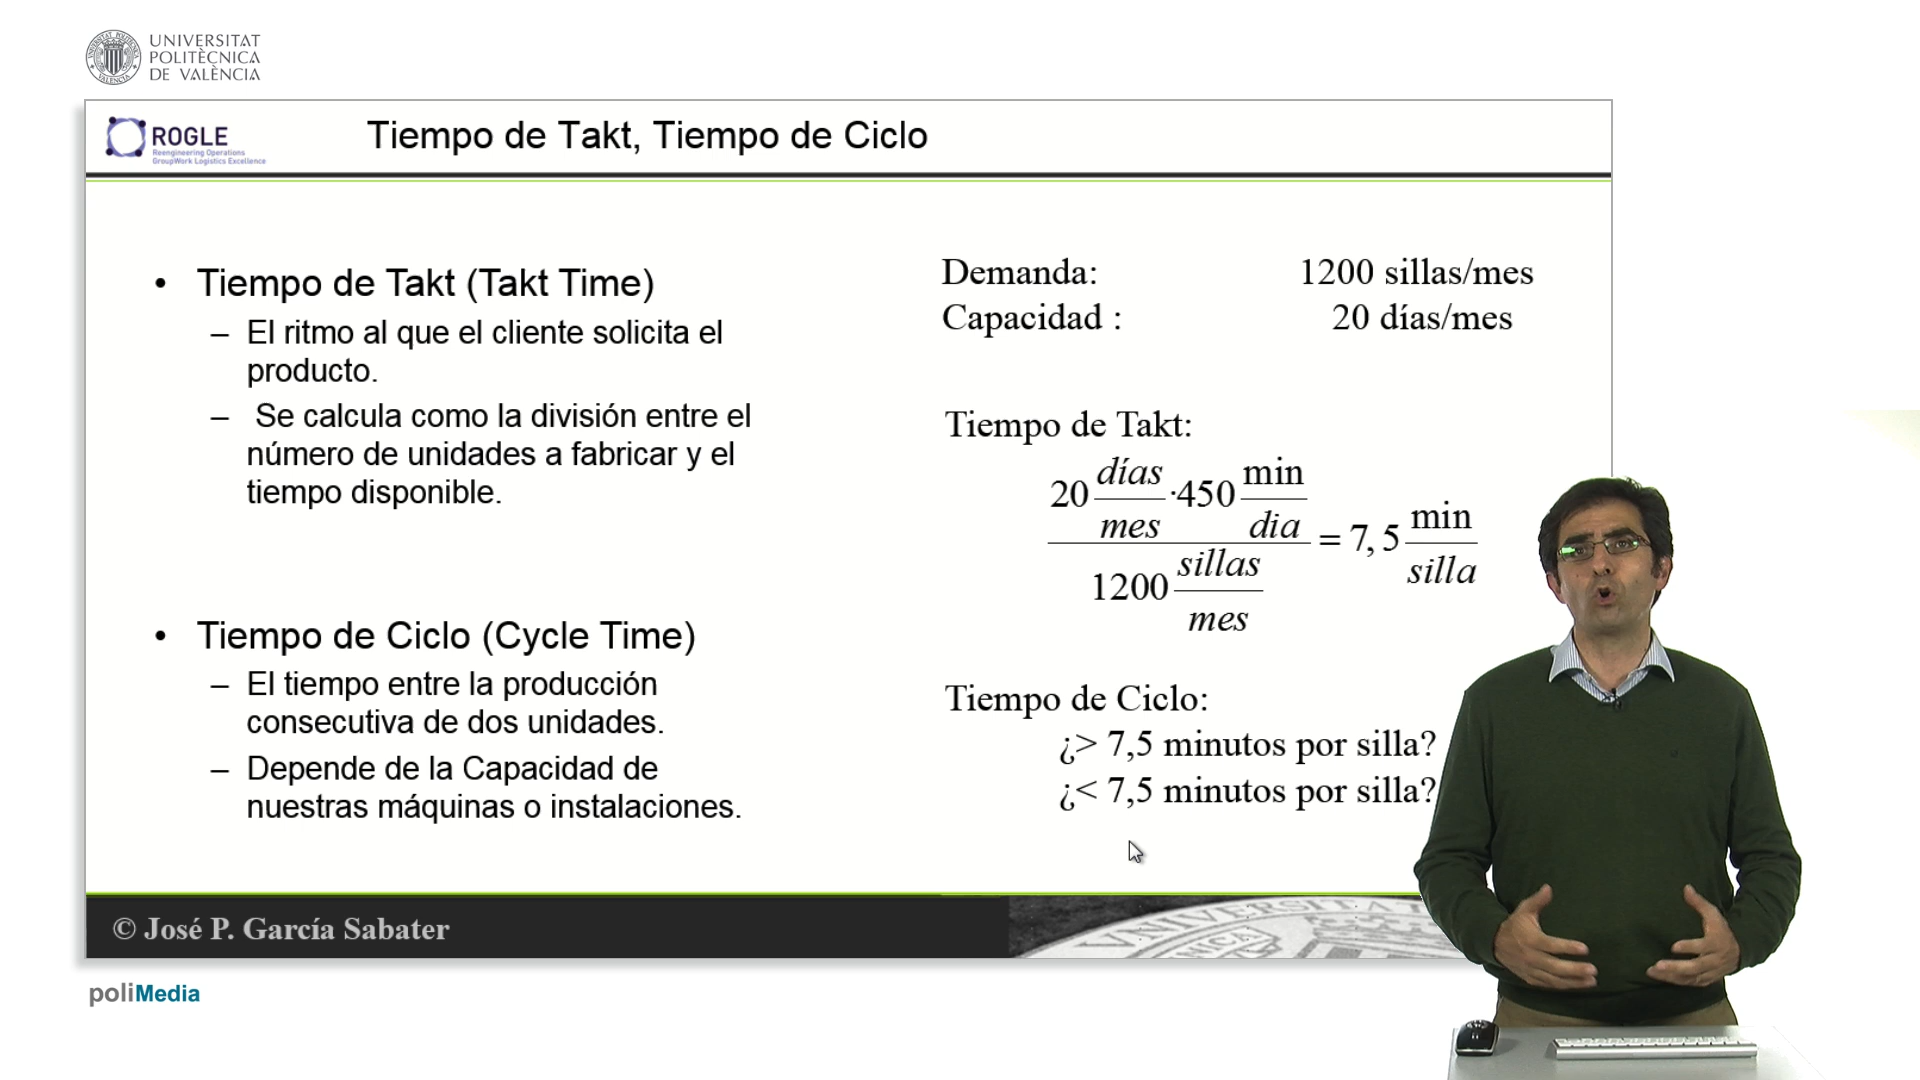 UNIVERSITAT
POLITÈCNICA
DE VALÈNCIA
ROGLE
Reengineering Operations
GroupWork Logistics Excellence
Tiempo de Takt, Tiempo de Ciclo
• Tiempo de Takt (Takt Time)
– El ritmo al que el cliente solicita el
producto.
– Se calcula como la división entre el
número de unidades a fabricar y el
tiempo disponible.
• Tiempo de Ciclo (Cycle Time)
– El tiempo entre la producción
consecutiva de dos unidades.
– Depende de la Capacidad de
nuestras máquinas o instalaciones.
Demanda: 1200 sillas/mes
Capacidad : 20 días/mes
Tiempo de Takt:
20 días/mes ·450 min/dia
1200 sillas/mes
= 7,5 min/silla
Tiempo de Ciclo:
¿> 7,5 minutos por silla?
¿< 7,5 minutos por silla?
© José P. García Sabater
poliMedia